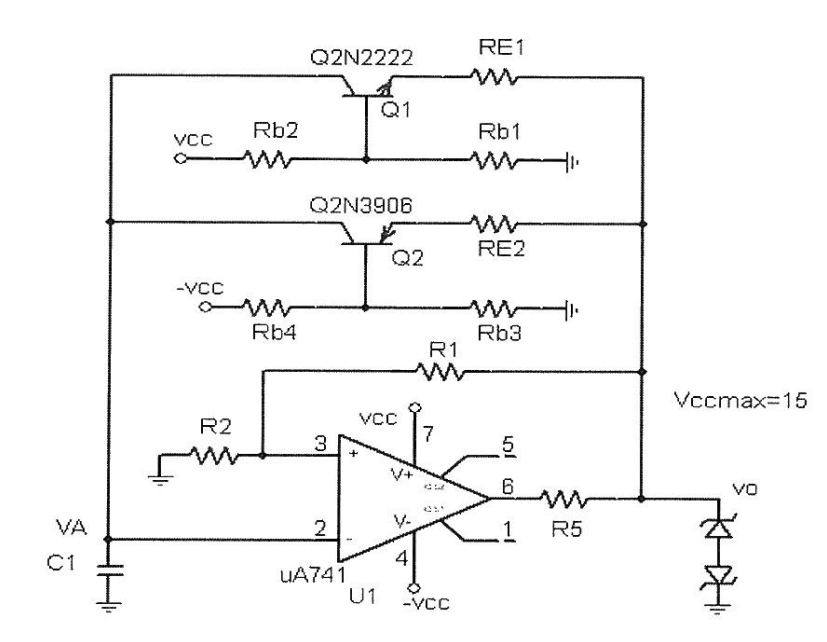 Q2N2222
RE1
Q1
vcc
Rb2
Rb1
Q2N3906
Q2
RE2
-vcc
Rb4
Rb3
R1
Vccmax=15
R2
vcc
7
3
+
5
V+
6
R5
vo
VA
2
-
V-
1
4
C1
uA741
U1
-vcc